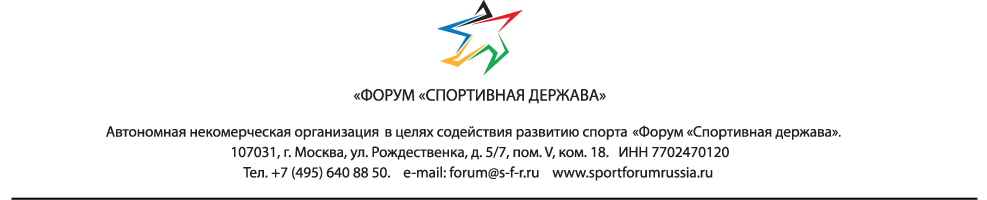 «ФОРУМ «СПОРТИВНАЯ ДЕРЖАВА»
Автономная некомерческая организация в целях содействия развитию спорта «Форум «Спортивная держава».
107031, г. Москва, ул. Рождественка, д. 5/7, пом. V, ком. 18. ИНН 7702470120
Тел. +7 (495) 640 88 50. e-mail: forum@s-f-r.ru www.sportforumrussia.ru